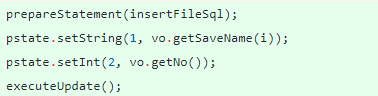 prepareStatement(insertFileSql);
pstate.setString(1, vo.getSaveName(i));
pstate.setInt(2, vo.getNo());
executeUpdate();